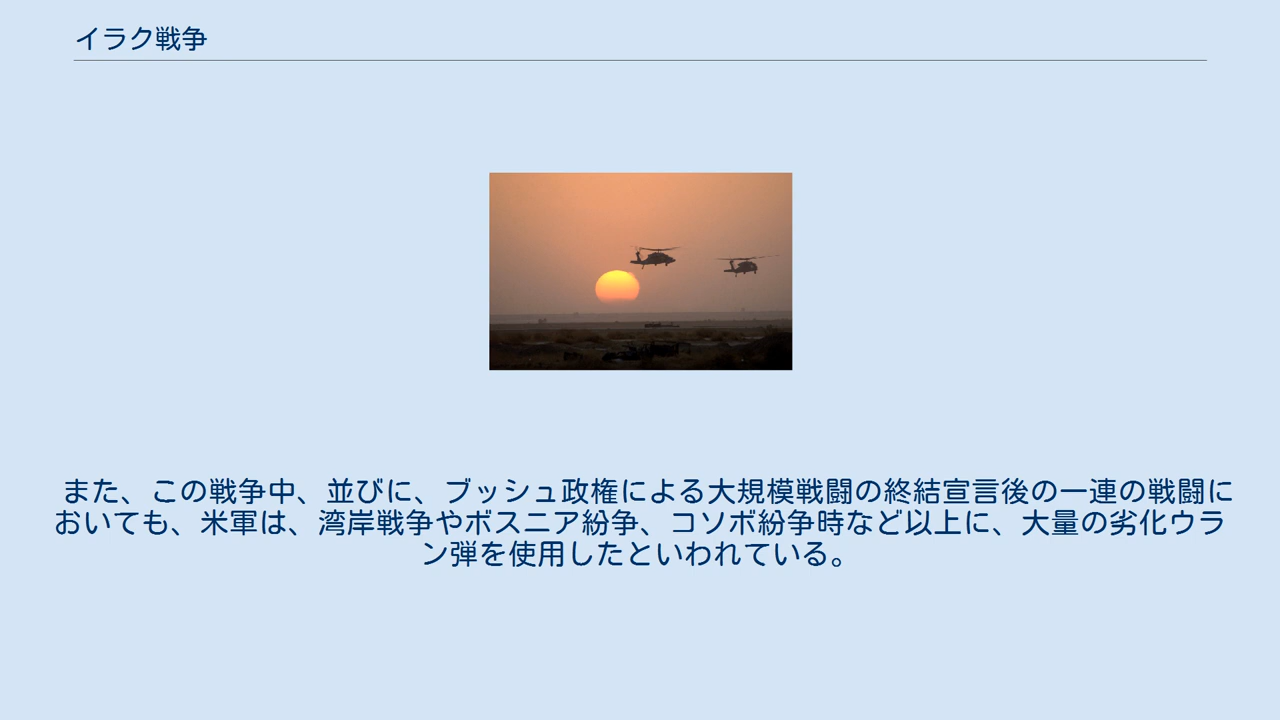 イラク戦争
また、この戦争中、並びに、ブッシュ政権による大規模戦闘の終結宣言後の一連の戦闘に
おいても、米軍は、湾岸戦争やボスニア紛争、コソボ紛争時など以上に、大量の劣化ウラ
ン弾を使用したといわれている。